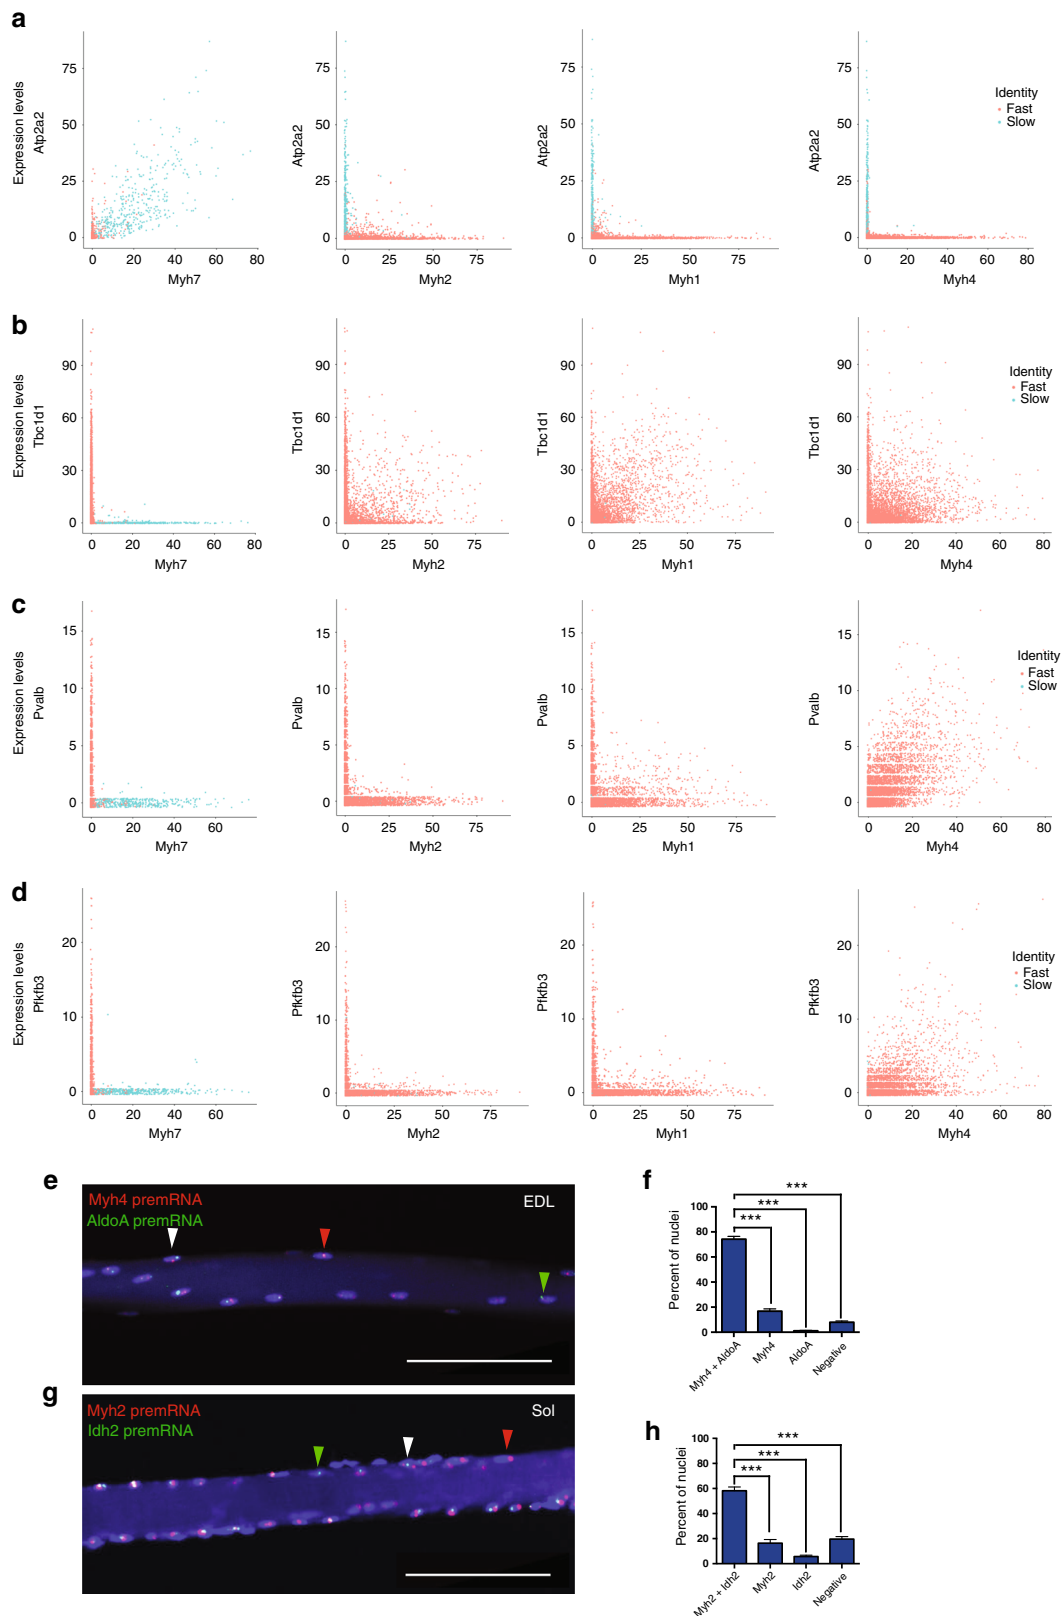 a
Expression levels
Atp2a2
75
50
25
0
0 20 40 60 80
Myh7
Atp2a2
75
50
25
0
0 25 50 75
Myh2
Atp2a2
75
50
25
0
0 25 50 75
Myh1
Atp2a2
75
50
25
0
0 20 40 60 80
Myh4
Identity
Fast
Slow
b
Expression levels
Tbc1d1
90
60
30
0
0 20 40 60 80
Myh7
Tbc1d1
90
60
30
0
0 25 50 75
Myh2
Tbc1d1
90
60
30
0
0 25 50 75
Myh1
Tbc1d1
90
60
30
0
0 20 40 60 80
Myh4
Identity
Fast
Slow
c
Expression levels
Pvalb
15
10
5
0
0 20 40 60
Myh7
Pvalb
15
10
5
0
0 25 50 75
Myh2
Pvalb
15
10
5
0
0 25 50 75
Myh1
Pvalb
15
10
5
0
0 20 40 60 80
Myh4
Identity
Fast
Slow
d
Expression levels
Pfkfb3
20
10
0
0 20 40 60
Myh7
Pfkfb3
20
10
0
0 25 50 75
Myh2
Pfkfb3
20
10
0
0 25 50 75
Myh1
Pfkfb3
20
10
0
0 20 40 60 80
Myh4
Identity
Fast
Slow
e
Myh4 premRNA
AldoA premRNA
EDL
f
Percent of nuclei
100
80
60
40
20
0
***
***
***
Myh4 + AldoA
Myh4
AldoA
Negative
g
Myh2 premRNA
Idh2 premRNA
Sol
h
Percent of nuclei
100
80
60
40
20
0
***
***
***
Myh2 + Idh2
Myh2
Idh2
Negative